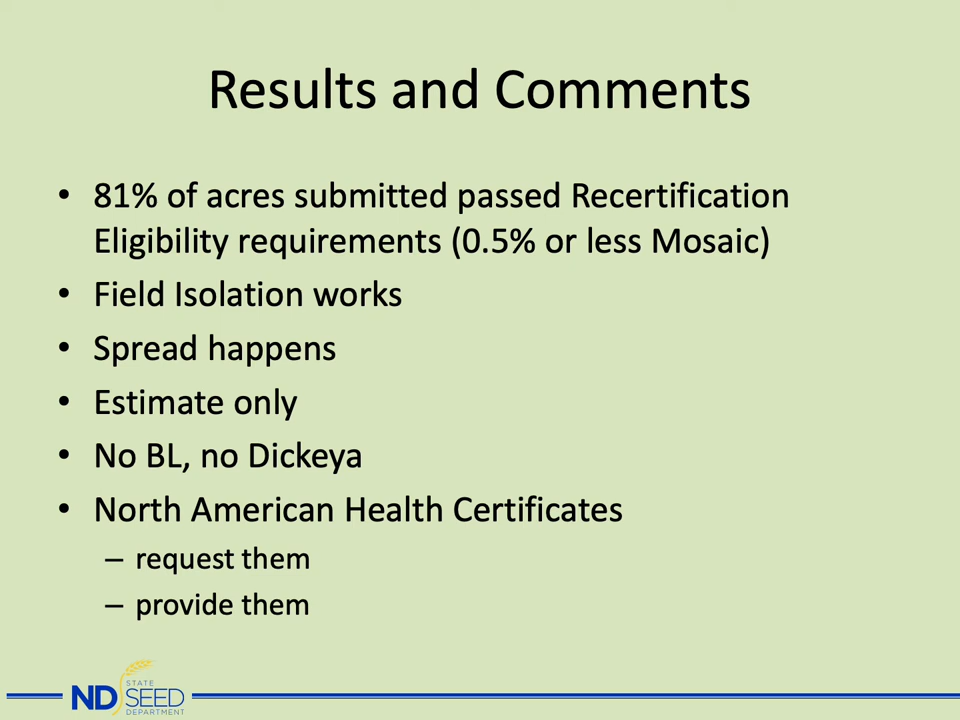 Results and Comments
• 81% of acres submitted passed Recertification
Eligibility requirements (0.5% or less Mosaic)
• Field Isolation works
• Spread happens
• Estimate only
• No BL, no Dickeya
• North American Health Certificates
– request them
– provide them
ND STATE SEED DEPARTMENT